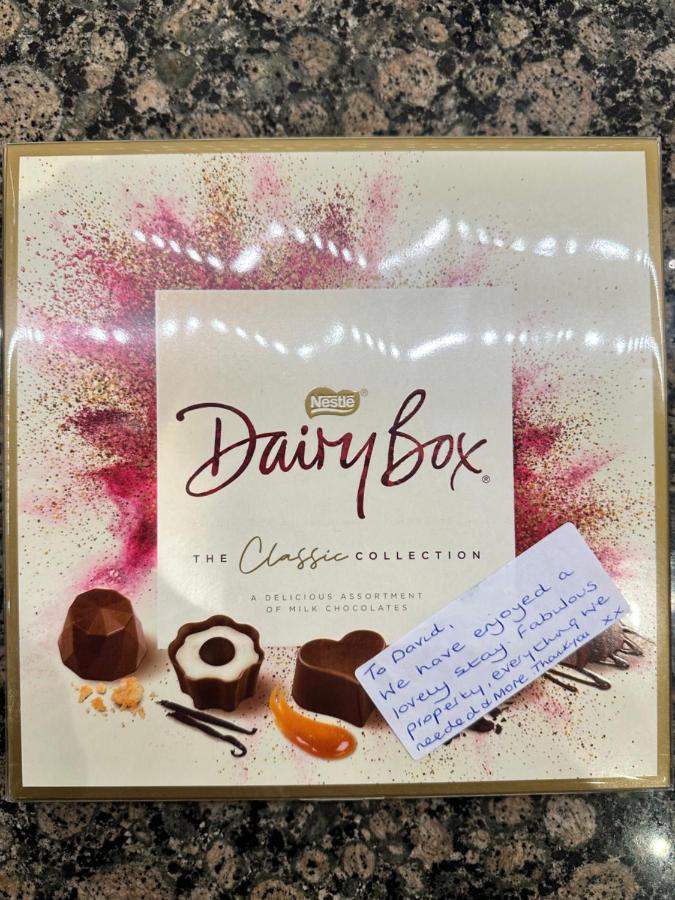 Nestlé®
Dairy Box®
THE Classic COLLECTION
A DELICIOUS ASSORTMENT
OF MILK CHOCOLATES
To David,
We have enjoyed a
lovely stay. Fabulous
property, everything we
needed & More. Thankyou xx